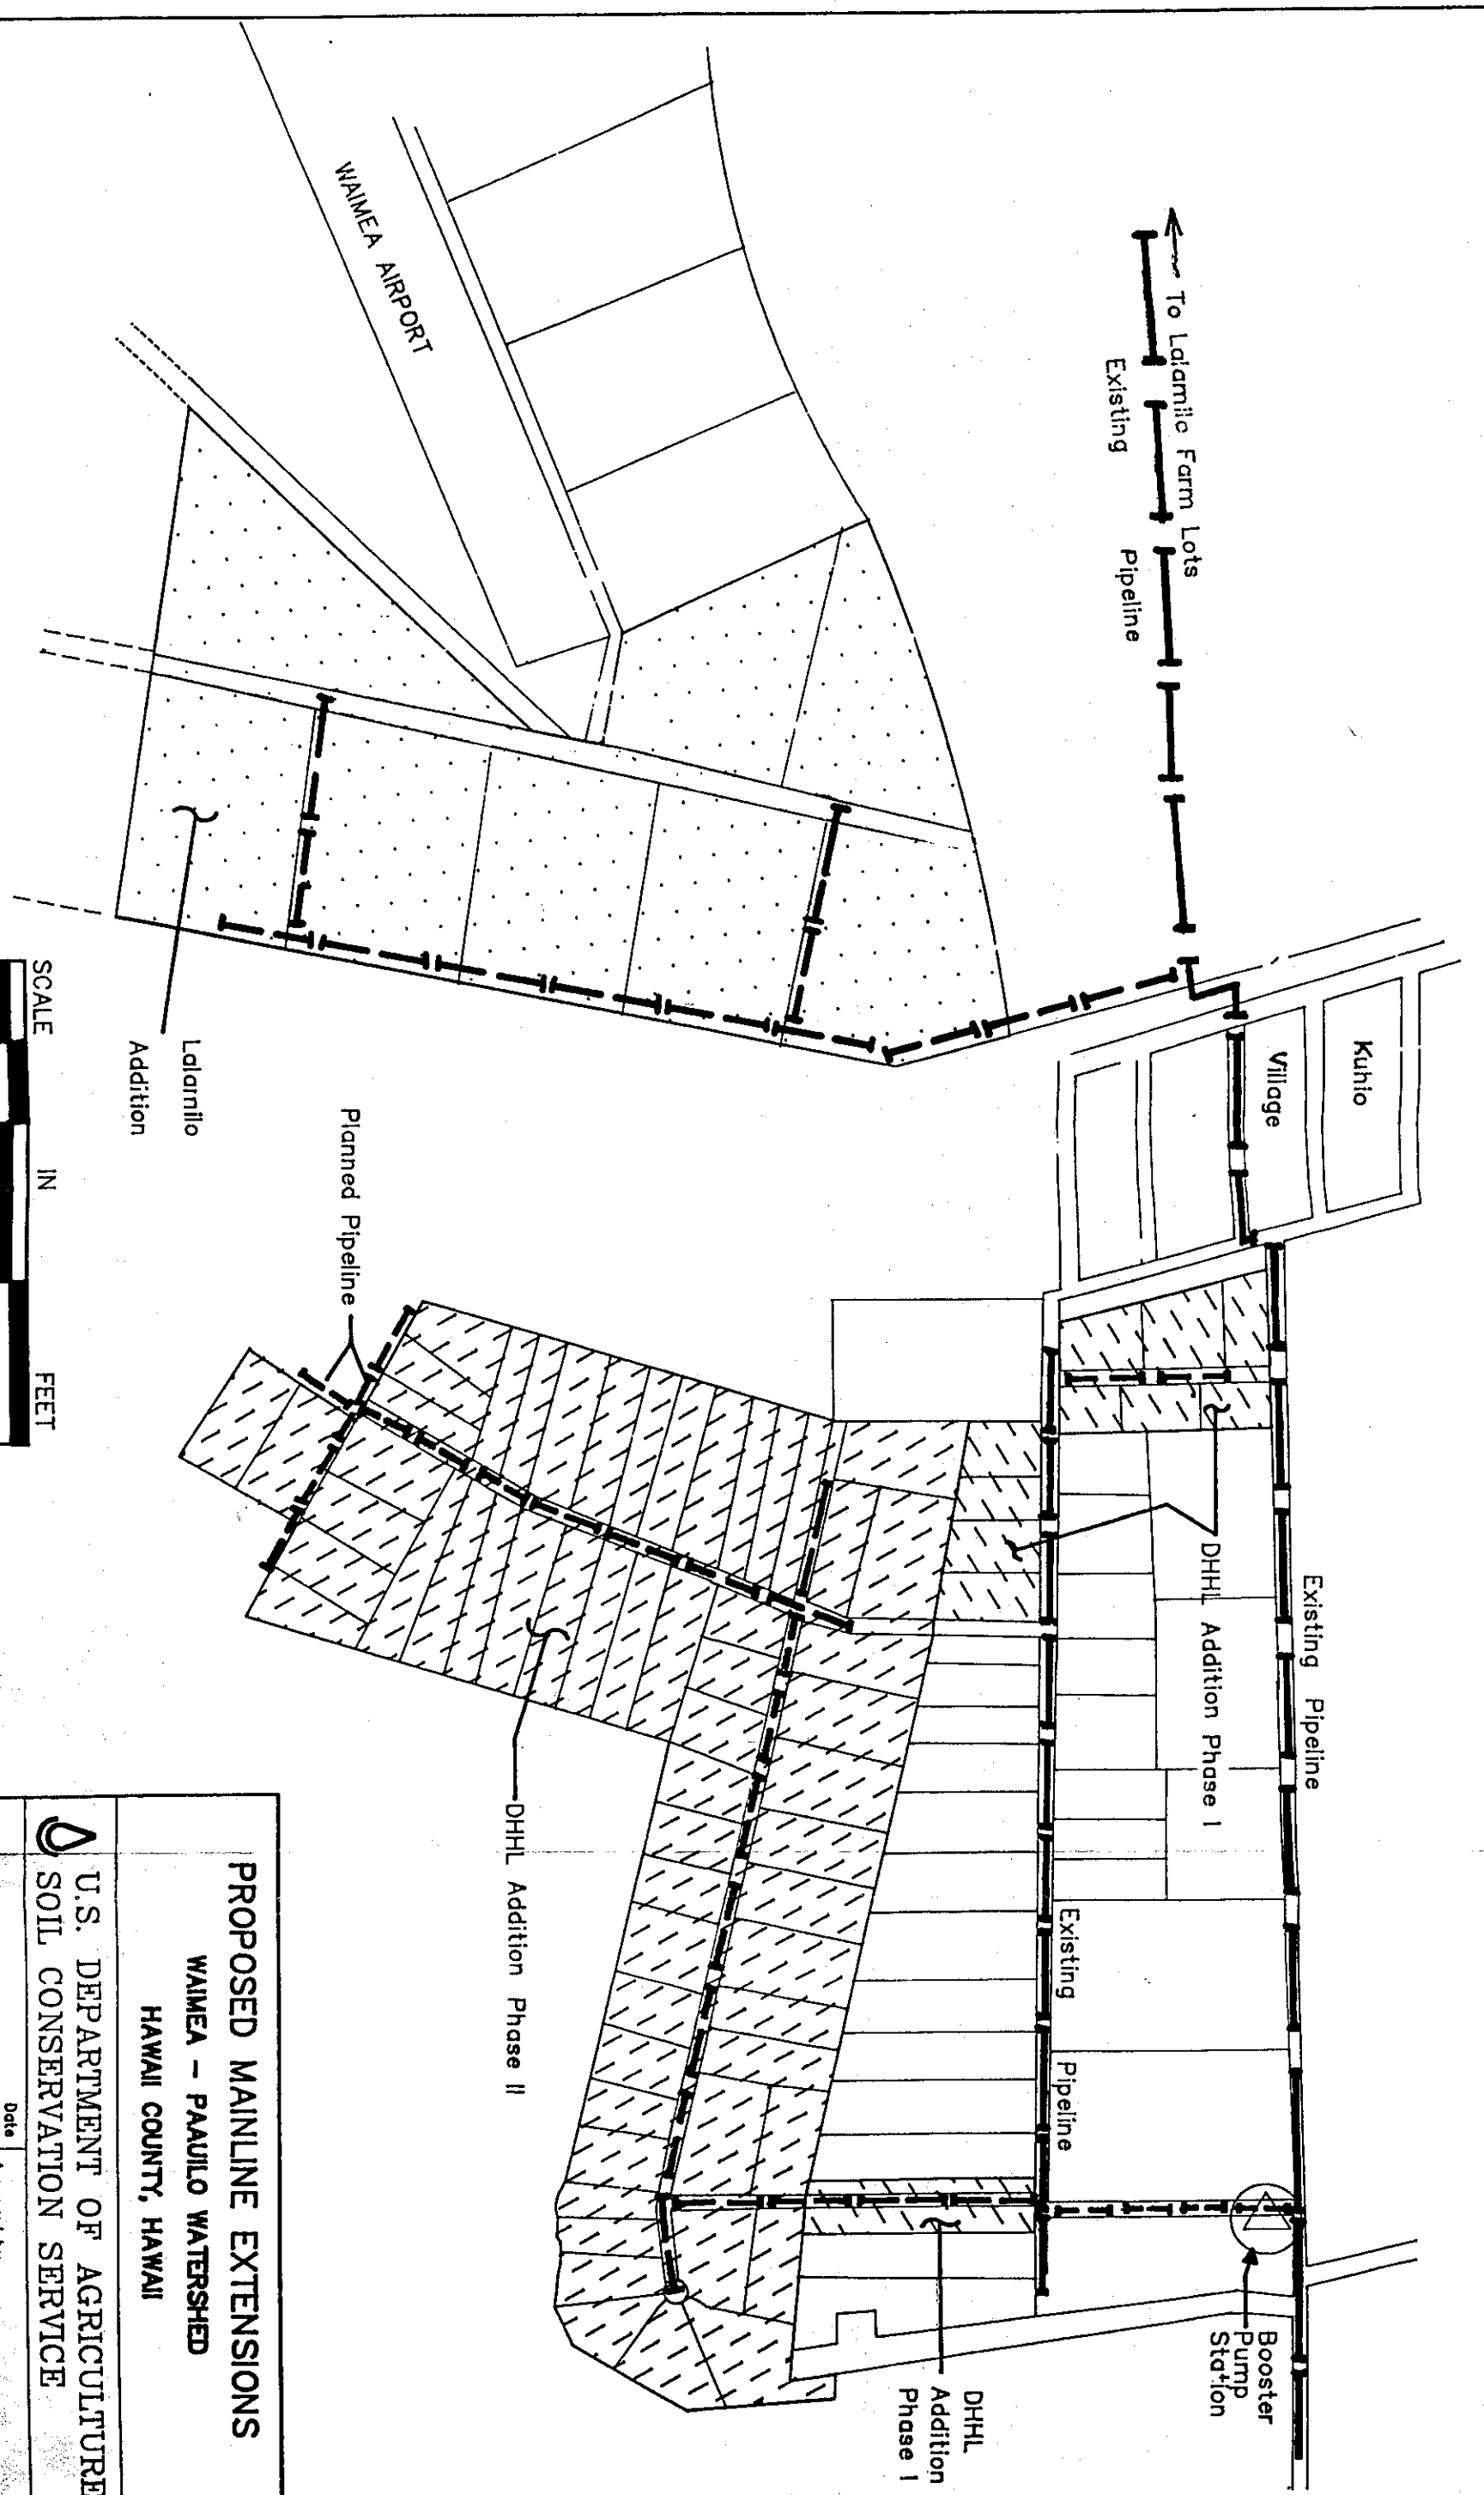 To Lalamilo Farm Lots
Existing Pipeline
WAIMEA AIRPORT
Kuhio
Village
Existing Pipeline
DHHL Addition Phase I
Existing Pipeline
Booster
Pump
Station
DHHL
Addition
Phase I
Lalamilo
Addition
Planned Pipeline
DHHL Addition Phase II
SCALE IN FEET
PROPOSED MAINLINE EXTENSIONS
WAIMEA - PAAUILO WATERSHED
HAWAII COUNTY, HAWAII
U.S. DEPARTMENT OF AGRICULTURE
SOIL CONSERVATION SERVICE
Date